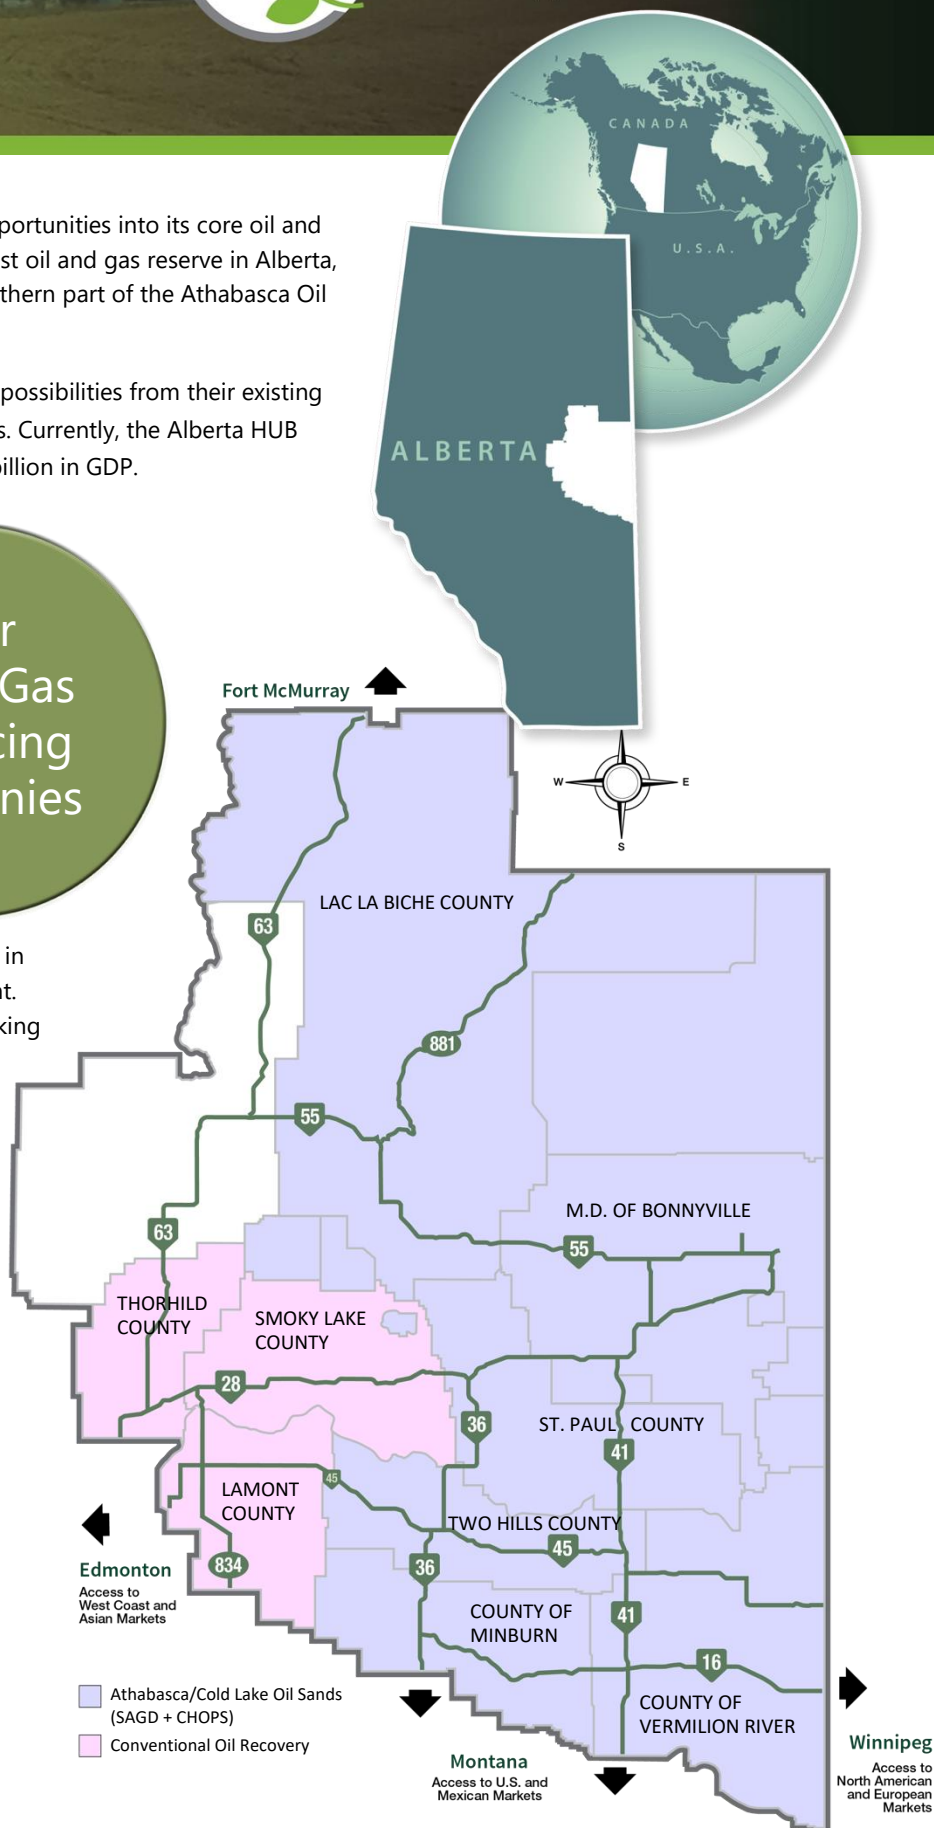 CANADA
U.S.A.
portunities into its core oil and
st oil and gas reserve in Alberta,
thern part of the Athabasca Oil
possibilities from their existing
s. Currently, the Alberta HUB
billion in GDP.
ALBERTA
r
Gas
cing
nies
in
nt.
king
Fort McMurray
W E
S
LAC LA BICHE COUNTY
63
881
55
M.D. OF BONNYVILLE
63
55
THORHILD
COUNTY
SMOKY LAKE
COUNTY
28
36
ST. PAUL COUNTY
41
45
LAMONT
COUNTY
TWO HILLS COUNTY
45
834
36
COUNTY OF
MINBURN
41
16
COUNTY OF
VERMILION RIVER
Edmonton
Access to
West Coast and
Asian Markets
Athabasca/Cold Lake Oil Sands
(SAGD + CHOPS)
Conventional Oil Recovery
Montana
Access to U.S. and
Mexican Markets
Winnipeg
Access to
North American
and European
Markets